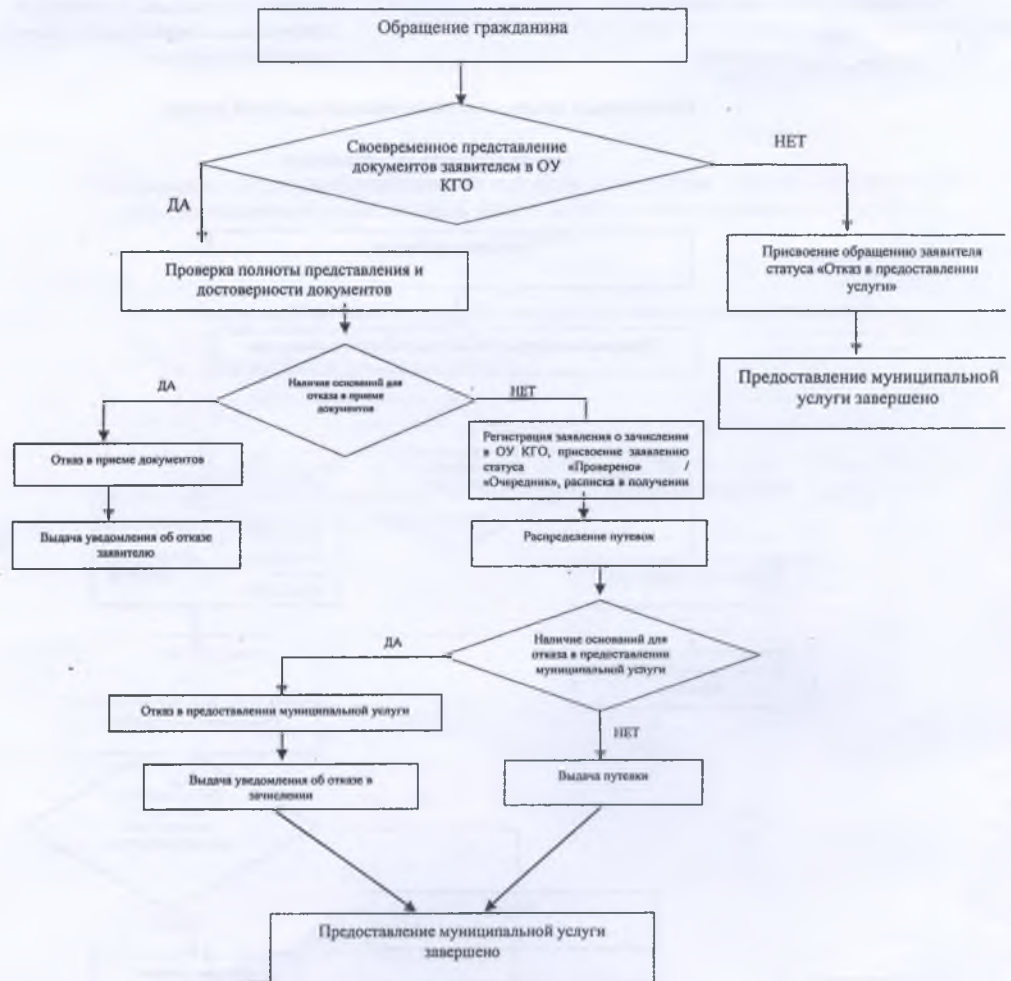 Обращение гражданина
Своевременное представление
документов заявителем в ОУ
КГО
НЕТ
ДА
Проверка полноты представления и
достоверности документов
Присвоение обращению заявителя
статуса «Отказ в предоставлении
услуги»
Предоставление муниципальной
услуги завершено
ДА
Наличие оснований для
отказа в приеме
документов
НЕТ
Отказ в приеме документов
Регистрация заявления о зачислении
в ОУ КГО, присвоение заявлению
статуса «Проверено» /
«Очередник», расписка в получении
Выдача уведомления об отказе
заявителю
Распределение путевок
ДА
Наличие оснований для
отказа в предоставлении
муниципальной услуги
Отказ в предоставлении муниципальной услуги
НЕТ
Выдача уведомления об отказе в
зачислении
Выдача путевки
Предоставление муниципальной услуги
завершено